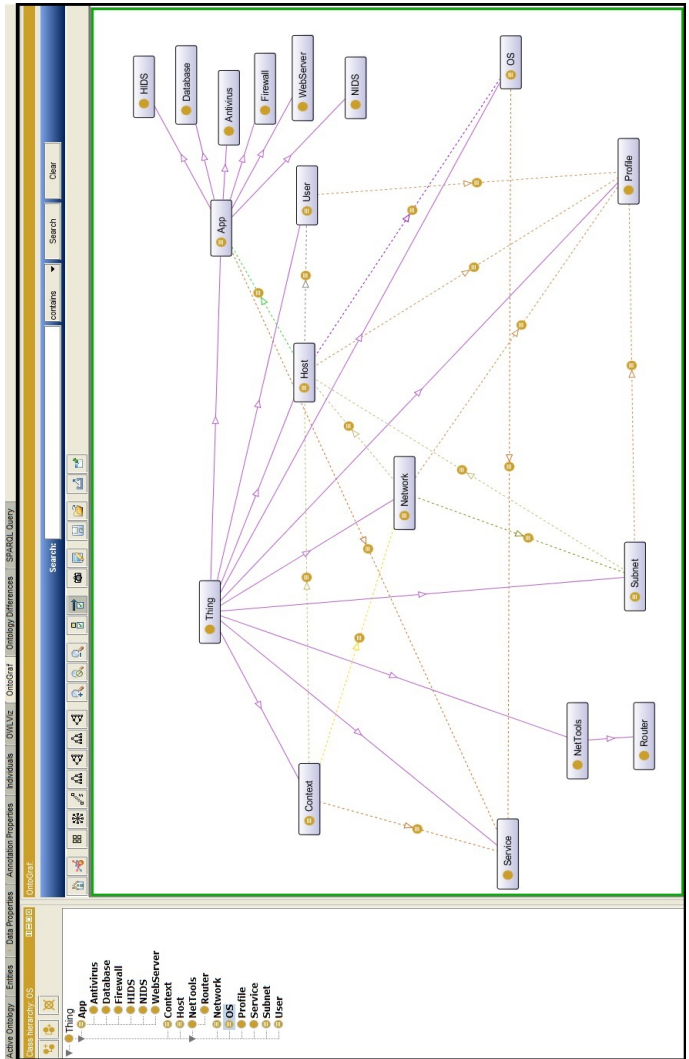 Active Ontology Entities Data Properties Annotation Properties Individuals OWLViz OntoGraf Ontology Differences SPARQL Query
Class hierarchy: OS
Thing
App
Antivirus
Database
Firewall
HIDS
NIDS
WebServer
Context
Host
NetTools
Router
Network
OS
Profile
Service
Subnet
User
OntoGraf
Search: contains Search Clear
HIDS
Database
Antivirus
Firewall
WebServer
NIDS
App
User
OS
Profile
Host
Network
Thing
Subnet
Context
NetTools
Router
Service